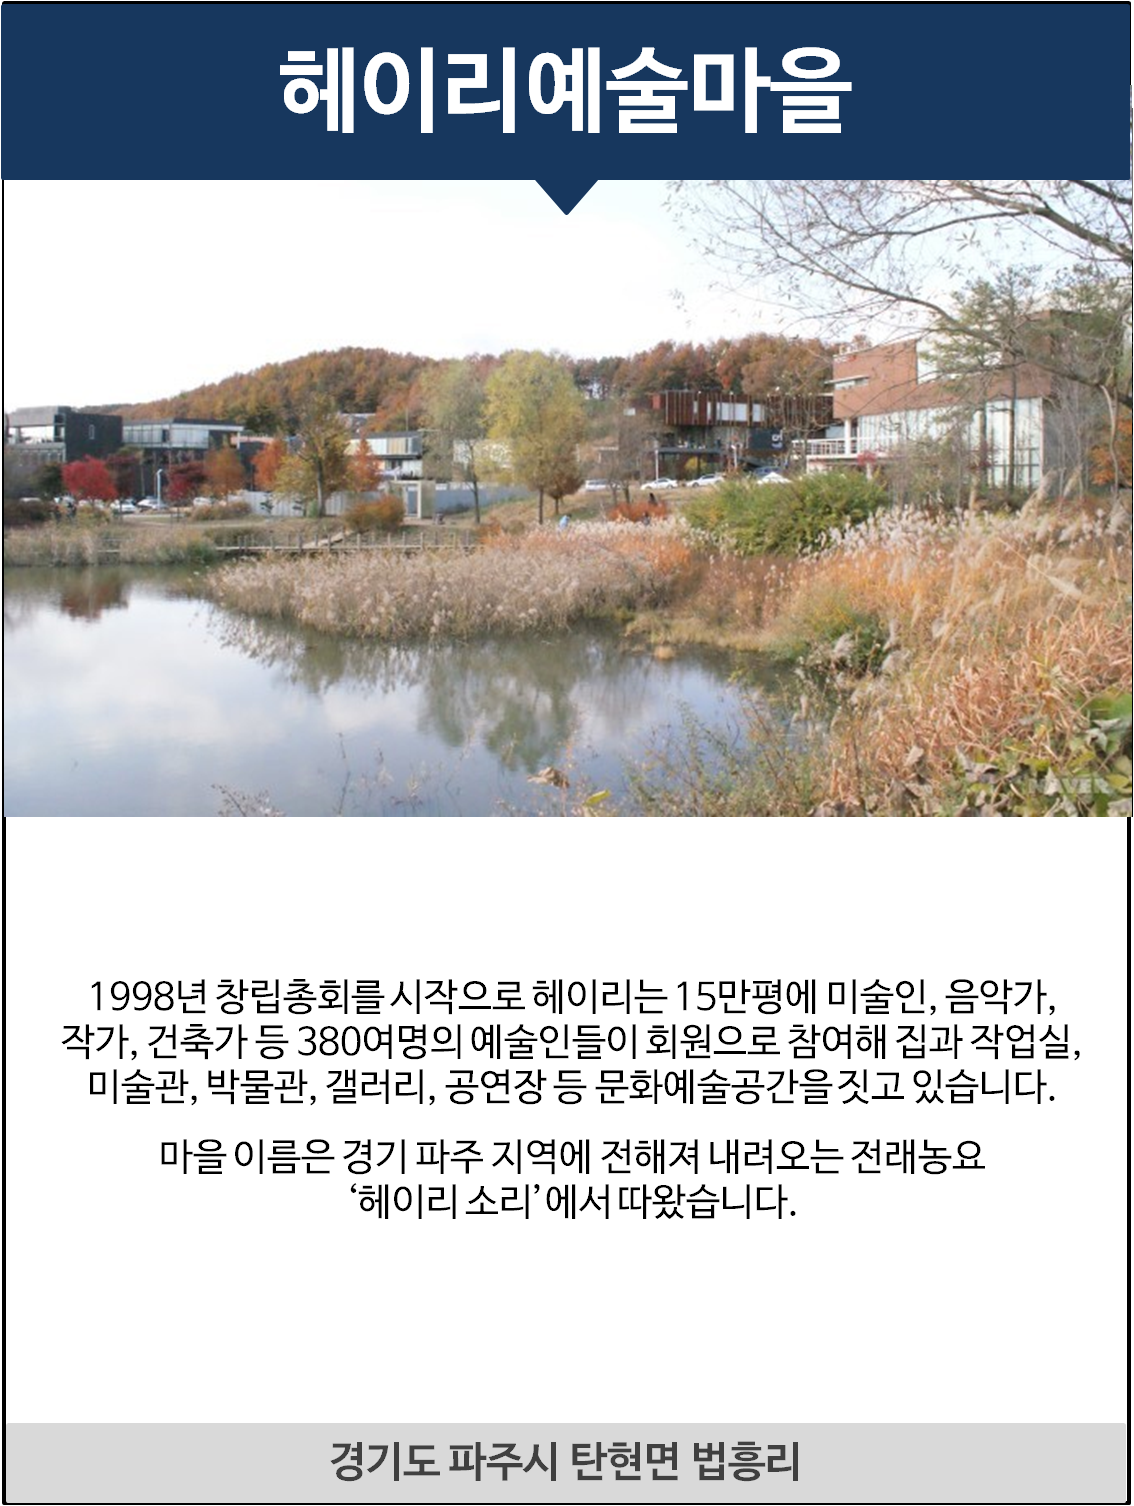 헤이리예술마을
NAVER
1998년 창립총회를 시작으로 헤이리는 15만평에 미술인, 음악가,
작가, 건축가 등 380여명의 예술인들이 회원으로 참여해 집과 작업실,
미술관, 박물관, 갤러리, 공연장 등 문화예술공간을 짓고 있습니다.
마을 이름은 경기 파주 지역에 전해져 내려오는 전래농요
‘헤이리 소리’에서 따왔습니다.
경기도 파주시 탄현면 법흥리